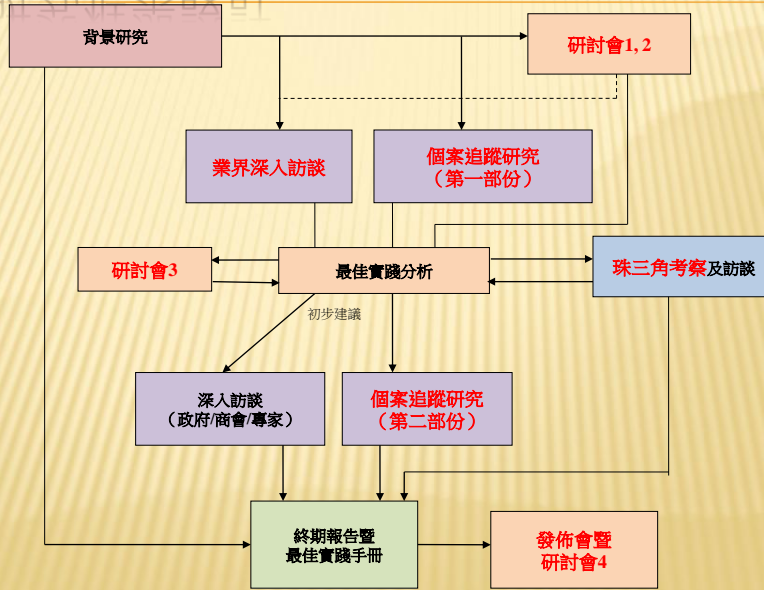 背景研究
研討會1, 2
業界深入訪談
個案追蹤研究
（第一部份）
研討會3
最佳實踐分析
珠三角考察及訪談
初步建議
深入訪談
（政府/商會/專家）
個案追蹤研究
（第二部份）
終期報告暨
最佳實踐手冊
發佈會暨
研討會4